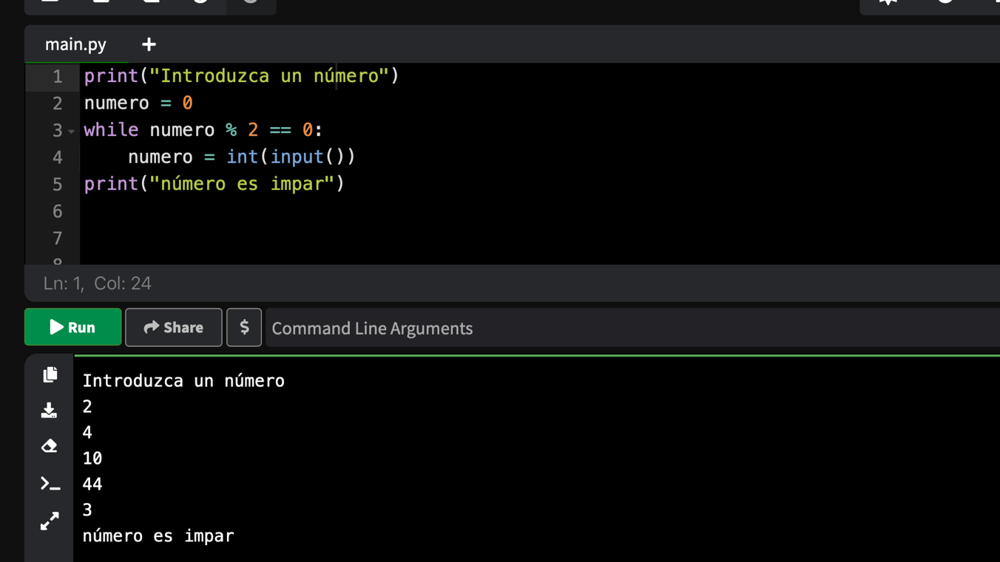 main.py +
1 print("Introduzca un número")
2 numero = 0
3 while numero % 2 == 0:
4     numero = int(input())
5 print("número es impar")
6
7
8
Ln: 1, Col: 24
Run Share $ Command Line Arguments
Introduzca un número
2
4
10
44
3
número es impar